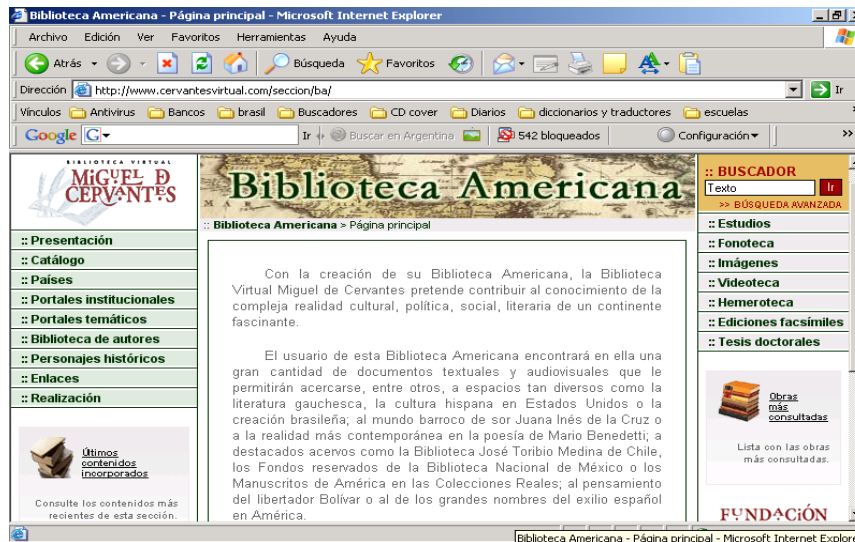 Biblioteca Americana - Página principal - Microsoft Internet Explorer
Archivo Edición Ver Favoritos Herramientas Ayuda
Atrás Búsqueda Favoritos
Dirección http://www.cervantesvirtual.com/seccion/ba/ Ir
Vínculos Antivirus Bancos brasil Buscadores CD cover Diarios diccionarios y traductores escuelas
Google G Ir Buscar en Argentina 542 bloqueados Configuración >>
BIBLIOTECA VIRTUAL
MIGUEL D
CERVANTES
:: Presentación
:: Catálogo
:: Países
:: Portales institucionales
:: Portales temáticos
:: Biblioteca de autores
:: Personajes históricos
:: Enlaces
:: Realización
Últimos
contenidos
incorporados
Consulte los contenidos más
recientes de esta sección.
Biblioteca Americana
:: Biblioteca Americana > Página principal
Con la creación de su Biblioteca Americana, la Biblioteca
Virtual Miguel de Cervantes pretende contribuir al conocimiento de la
compleja realidad cultural, política, social, literaria de un continente
fascinante.
El usuario de esta Biblioteca Americana encontrará en ella una
gran cantidad de documentos textuales y audiovisuales que le
permitirán acercarse, entre otros, a espacios tan diversos como la
literatura gauchesca, la cultura hispana en Estados Unidos o la
creación brasileña; al mundo barroco de sor Juana Inés de la Cruz o
a la realidad más contemporánea en la poesía de Mario Benedetti; a
destacados acervos como la Biblioteca José Toribio Medina de Chile,
los Fondos reservados de la Biblioteca Nacional de México o los
Manuscritos de América en las Colecciones Reales; al pensamiento
del libertador Bolívar o al de los grandes nombres del exilio español
en América.
:: BUSCADOR
Texto Ir
>> BÚSQUEDA AVANZADA
:: Estudios
:: Fonoteca
:: Imágenes
:: Videoteca
:: Hemeroteca
:: Ediciones facsímiles
:: Tesis doctorales
Obras
más
consultadas
Lista con las obras
más consultadas.
FUNDACIÓN
Biblioteca Americana - Página principal - Microsoft Internet Explore